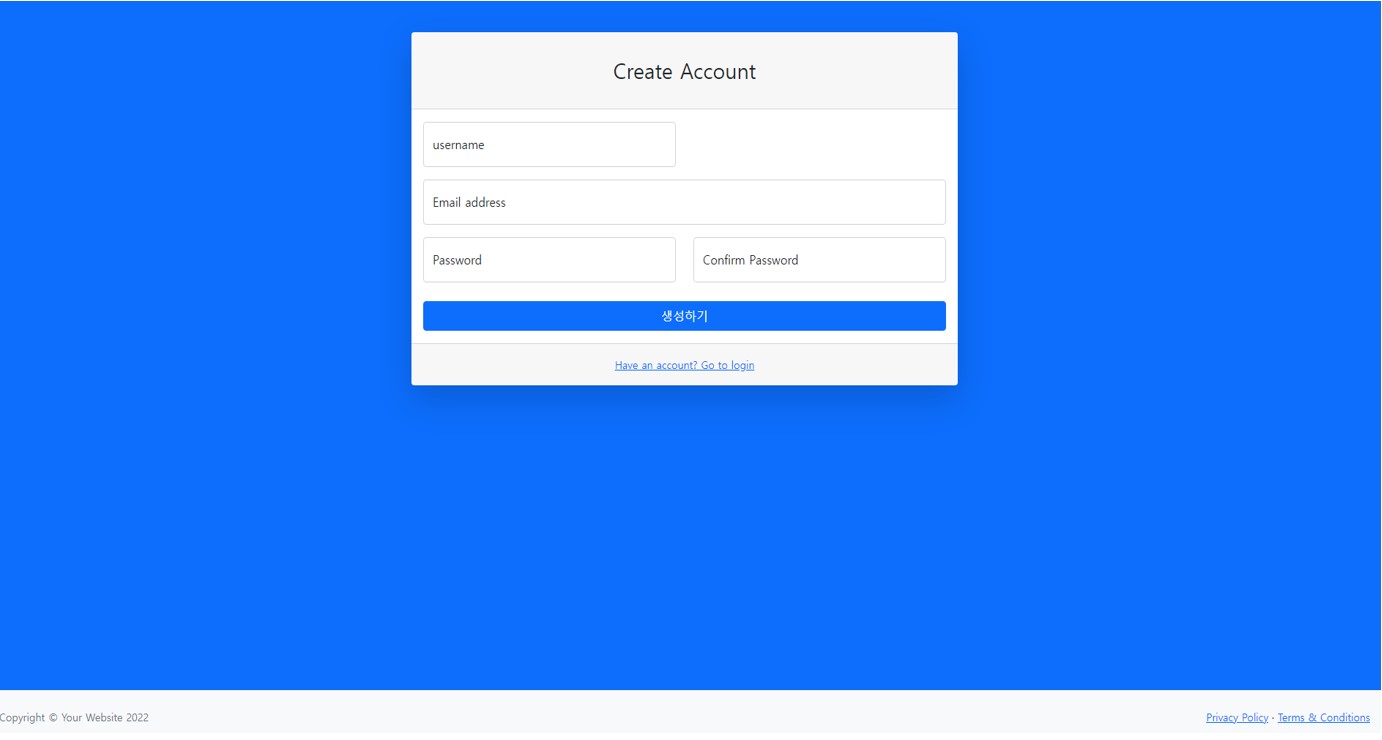 Create Account
username
Email address
Password Confirm Password
생성하기
Have an account? Go to login
Copyright © Your Website 2022 Privacy Policy · Terms & Conditions